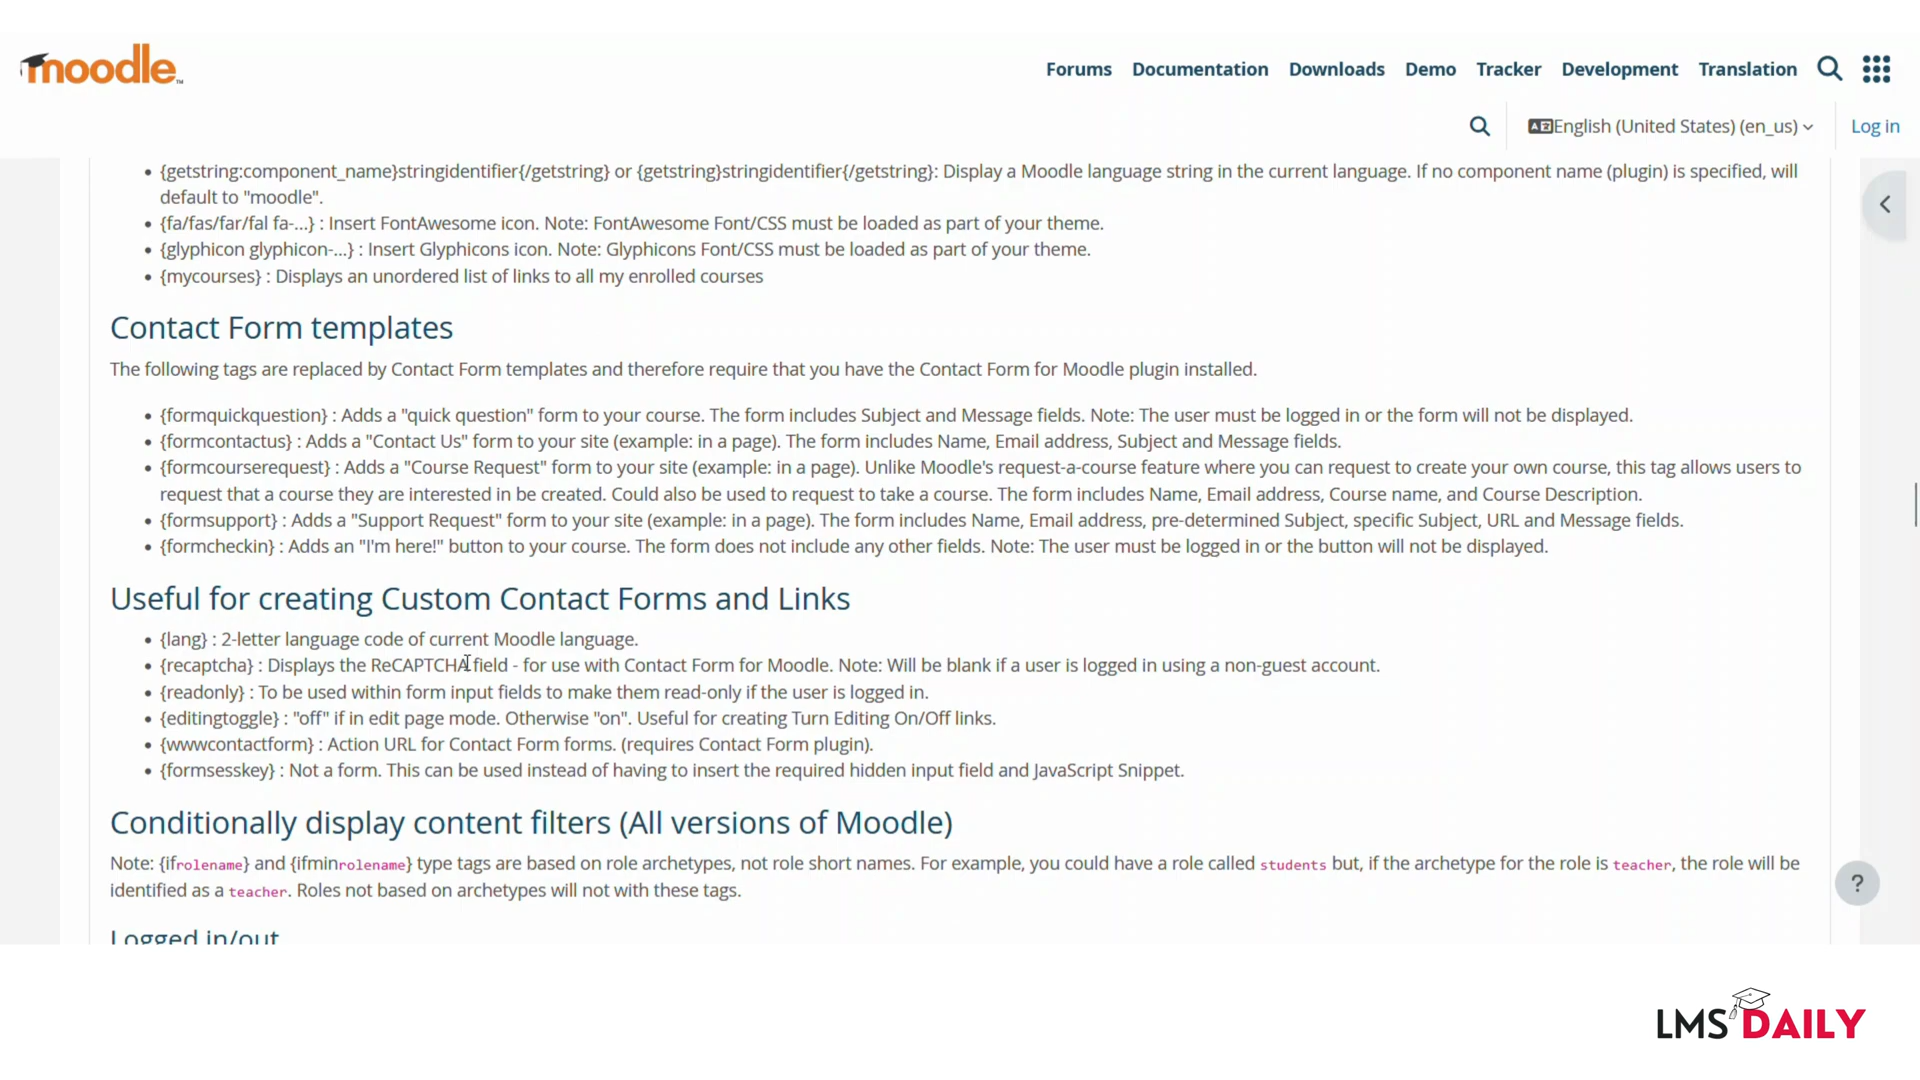 moodle™
Forums Documentation Downloads Demo Tracker Development Translation
English (United States) (en_us)
Log in
{getstring:component_name}stringidentifier{/getstring} or {getstring}stringidentifier{/getstring}: Display a Moodle language string in the current language. If no component name (plugin) is specified, will
default to "moodle".
{fa/fas/far/fal fa-...} : Insert FontAwesome icon. Note: FontAwesome Font/CSS must be loaded as part of your theme.
{glyphicon glyphicon-...} : Insert Glyphicons icon. Note: Glyphicons Font/CSS must be loaded as part of your theme.
{mycourses} : Displays an unordered list of links to all my enrolled courses
Contact Form templates
The following tags are replaced by Contact Form templates and therefore require that you have the Contact Form for Moodle plugin installed.
{formquickquestion} : Adds a "quick question" form to your course. The form includes Subject and Message fields. Note: The user must be logged in or the form will not be displayed.
{formcontactus} : Adds a "Contact Us" form to your site (example: in a page). The form includes Name, Email address, Subject and Message fields.
{formcourserequest} : Adds a "Course Request" form to your site (example: in a page). Unlike Moodle's request-a-course feature where you can request to create your own course, this tag allows users to
request that a course they are interested in be created. Could also be used to request to take a course. The form includes Name, Email address, Course name, and Course Description.
{formsupport} : Adds a "Support Request" form to your site (example: in a page). The form includes Name, Email address, pre-determined Subject, specific Subject, URL and Message fields.
{formcheckin} : Adds an "I'm here!" button to your course. The form does not include any other fields. Note: The user must be logged in or the button will not be displayed.
Useful for creating Custom Contact Forms and Links
{lang} : 2-letter language code of current Moodle language.
{recaptcha} : Displays the ReCAPTCHA field - for use with Contact Form for Moodle. Note: Will be blank if a user is logged in using a non-guest account.
{readonly} : To be used within form input fields to make them read-only if the user is logged in.
{editingtoggle} : "off" if in edit page mode. Otherwise "on". Useful for creating Turn Editing On/Off links.
{wwwcontactform} : Action URL for Contact Form forms. (requires Contact Form plugin).
{formsesskey} : Not a form. This can be used instead of having to insert the required hidden input field and JavaScript Snippet.
Conditionally display content filters (All versions of Moodle)
Note: {ifrolename} and {ifminrolename} type tags are based on role archetypes, not role short names. For example, you could have a role called students but, if the archetype for the role is teacher, the role will be
identified as a teacher. Roles not based on archetypes will not with these tags.
?
Logged in/out
LMS DAILY